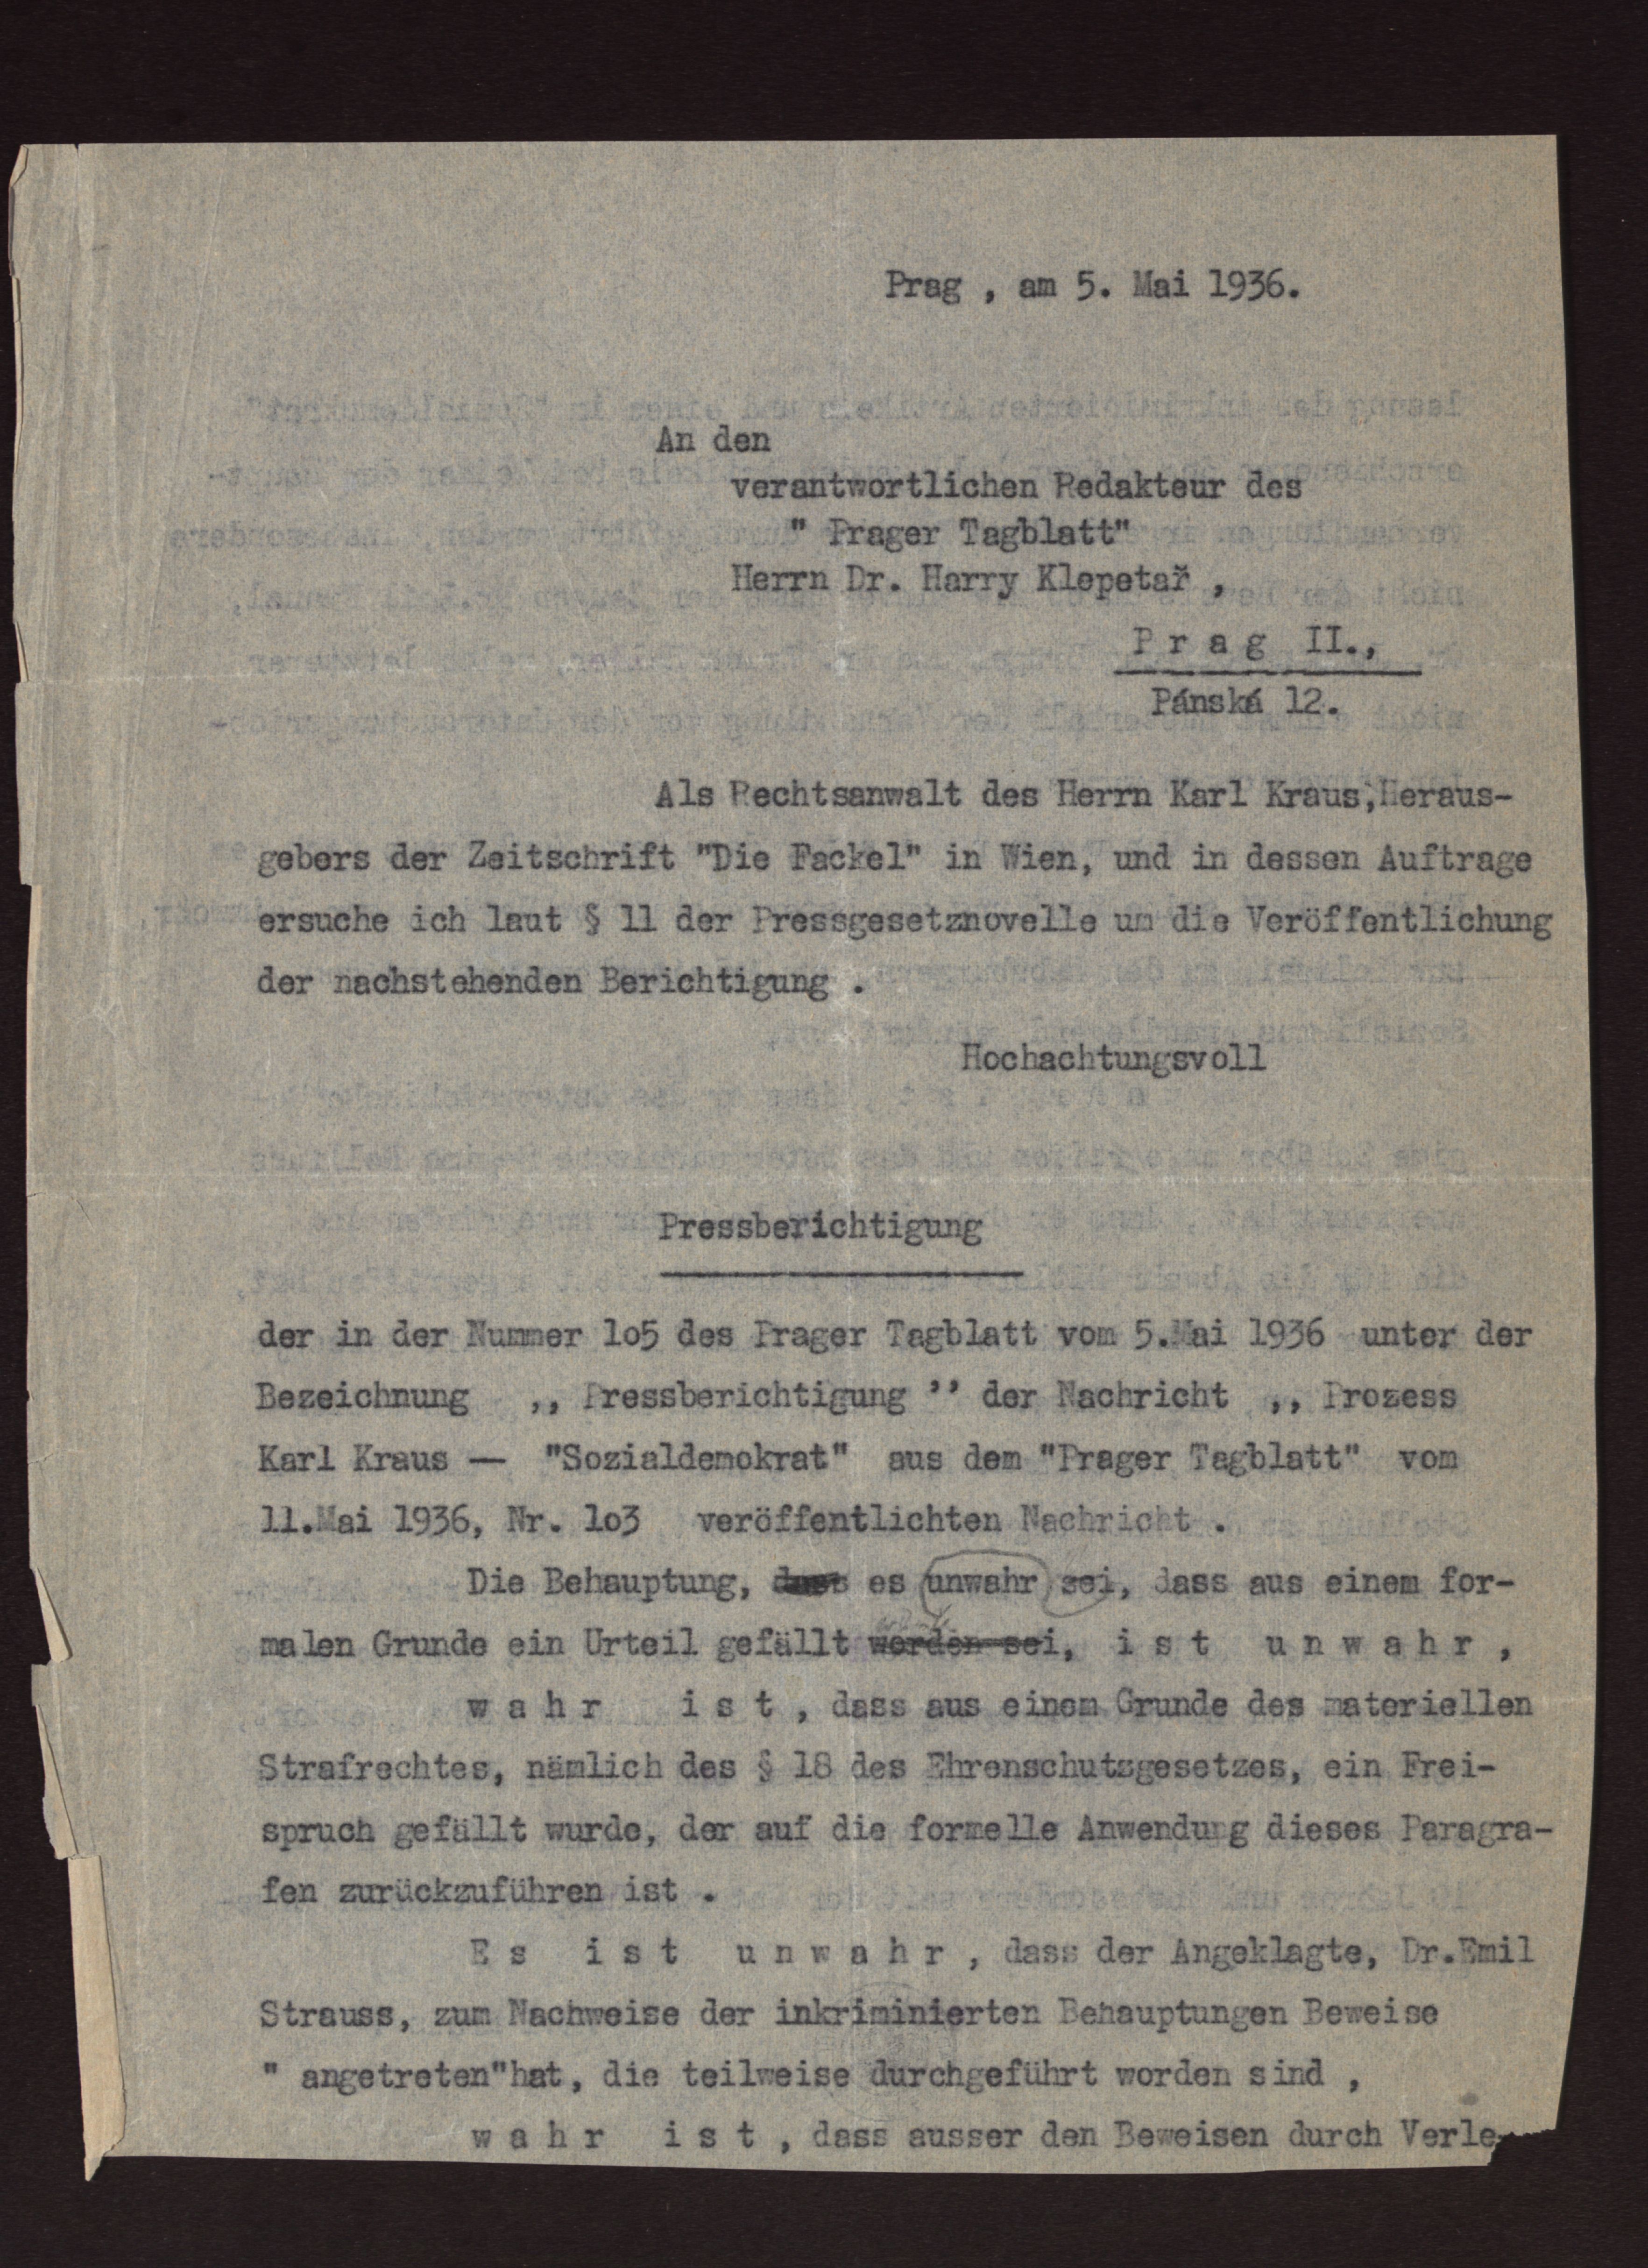 Prag , am 5. Mai 1936.
An den
verantwortlichen Redakteur des
" Prager Tagblatt"
Herrn Dr. Harry Klepetař ,
P r a g II.,
Pánská 12.
Als Rechtsanwalt des Herrn Karl Kraus, Heraus-
gebers der Zeitschrift "Die Fackel" in Wien, und in dessen Auftrage
ersuche ich laut § 11 der Pressgesetznovelle um die Veröffentlichung
der nachstehenden Berichtigung .
Hochachtungsvoll
Pressberichtigung
der in der Nummer 1o5 des Prager Tagblatt vom 5.Mai 1936 unter der
Bezeichnung ,, Pressberichtigung ’’ der Nachricht ,, Prozess
Karl Kraus — "Sozialdemokrat" aus dem "Prager Tagblatt" vom
11.Mai 1936, Nr. 1o3 veröffentlichten Nachricht .
Die Behauptung, dass es unwahr sei, dass aus einem for-
malen Grunde ein Urteil gefällt worden sei, i s t u n w a h r ,
w a h r i s t , dass aus einem Grunde des materiellen
Strafrechtes, nämlich des § 18 des Ehrenschutzgesetzes, ein Frei-
spruch gefällt wurde, der auf die formelle Anwendung dieses Paragra-
fen zurückzuführen ist .
E s i s t u n w a h r , dass der Angeklagte, Dr.Emil
Strauss, zum Nachweise der inkriminierten Behauptungen Beweise
" angetreten"hat, die teilweise durchgeführt worden sind ,
w a h r i s t , dass ausser den Beweisen durch Verle-